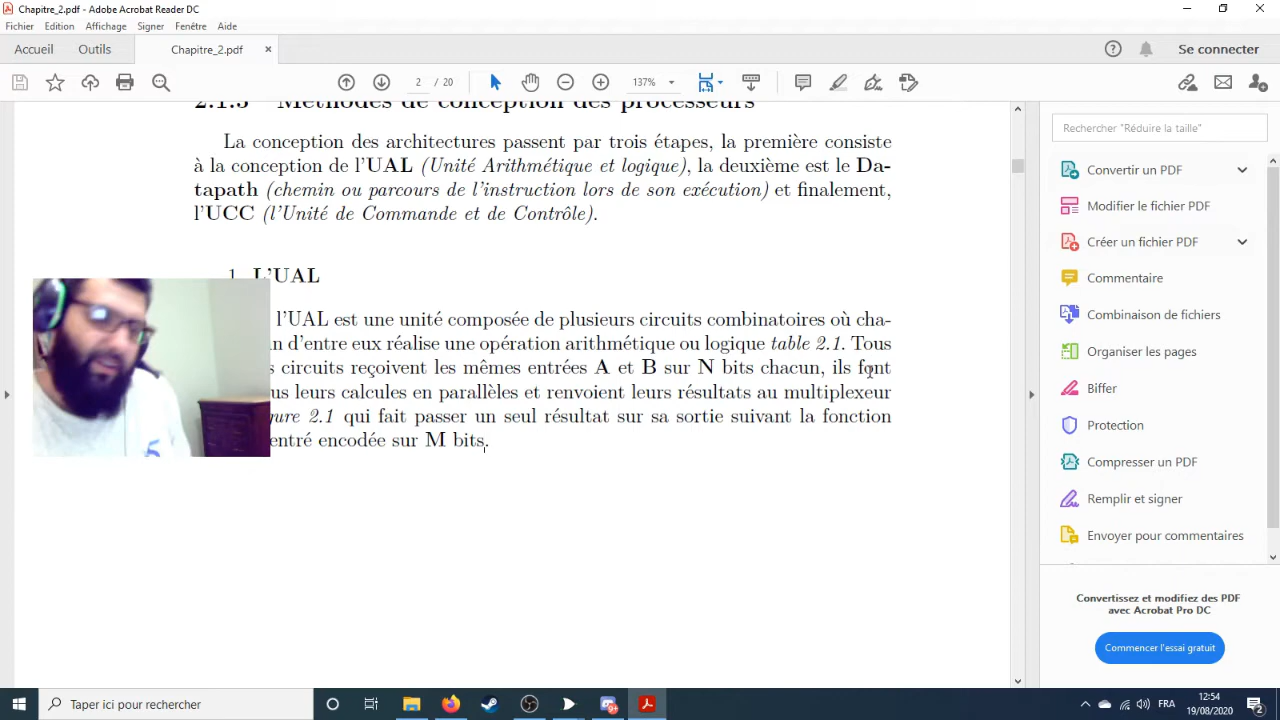 Chapitre_2.pdf - Adobe Acrobat Reader DC
Fichier Edition Affichage Signer Fenêtre Aide
Accueil Outils Chapitre_2.pdf × Se connecter
2 / 20 137%
2.1.3 Méthodes de conception des processeurs
La conception des architectures passent par trois étapes, la première consiste
à la conception de l'UAL (Unité Arithmétique et logique), la deuxième est le Da-
tapath (chemin ou parcours de l'instruction lors de son exécution) et finalement,
l'UCC (l'Unité de Commande et de Contrôle).
1. L'UAL
l'UAL est une unité composée de plusieurs circuits combinatoires où cha-
d'entre eux réalise une opération arithmétique ou logique table 2.1. Tous
circuits reçoivent les mêmes entrées A et B sur N bits chacun, ils font
leurs calcules en parallèles et renvoient leurs résultats au multiplexeur
2.1 qui fait passer un seul résultat sur sa sortie suivant la fonction
entré encodée sur M bits.
Rechercher "Réduire la taille"
Convertir un PDF
Modifier le fichier PDF
Créer un fichier PDF
Commentaire
Combinaison de fichiers
Organiser les pages
Biffer
Protection
Compresser un PDF
Remplir et signer
Envoyer pour commentaires
Convertissez et modifiez des PDF
avec Acrobat Pro DC
Commencer l'essai gratuit
Taper ici pour rechercher
FRA
12:54
19/08/2020
2